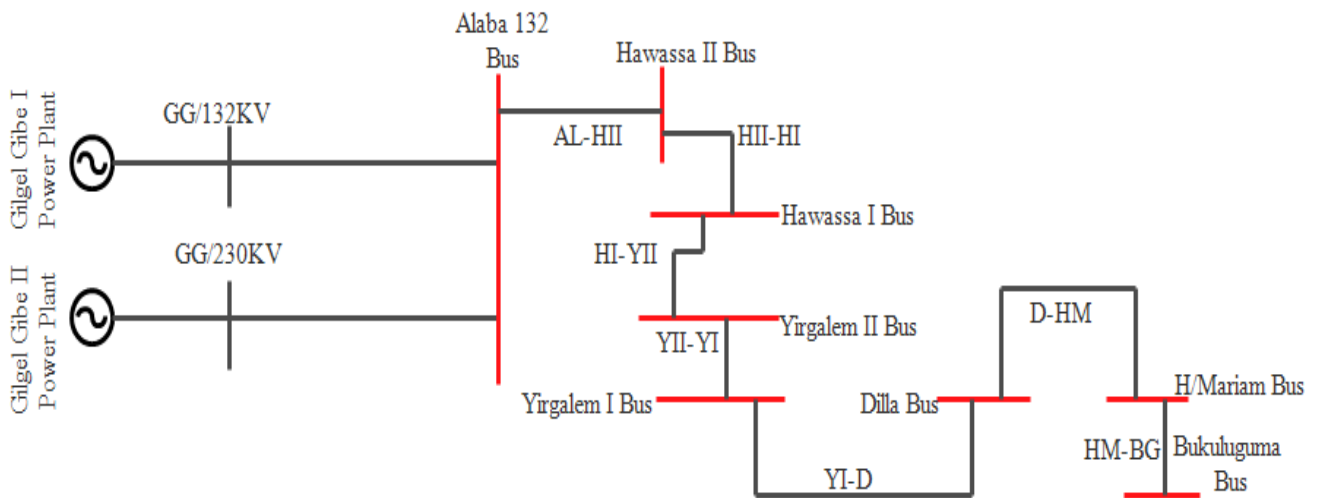 Alaba 132
Bus
Hawassa II Bus
Gilgel Gibe I
Power Plant
GG/132KV
AL-HII
HII-HI
Hawassa I Bus
Gilgel Gibe II
Power Plant
GG/230KV
HI-YII
Yirgalem II Bus
D-HM
YII-YI
Yirgalem I Bus
Dilla Bus
H/Mariam Bus
HM-BG
Bukuluguma
Bus
YI-D